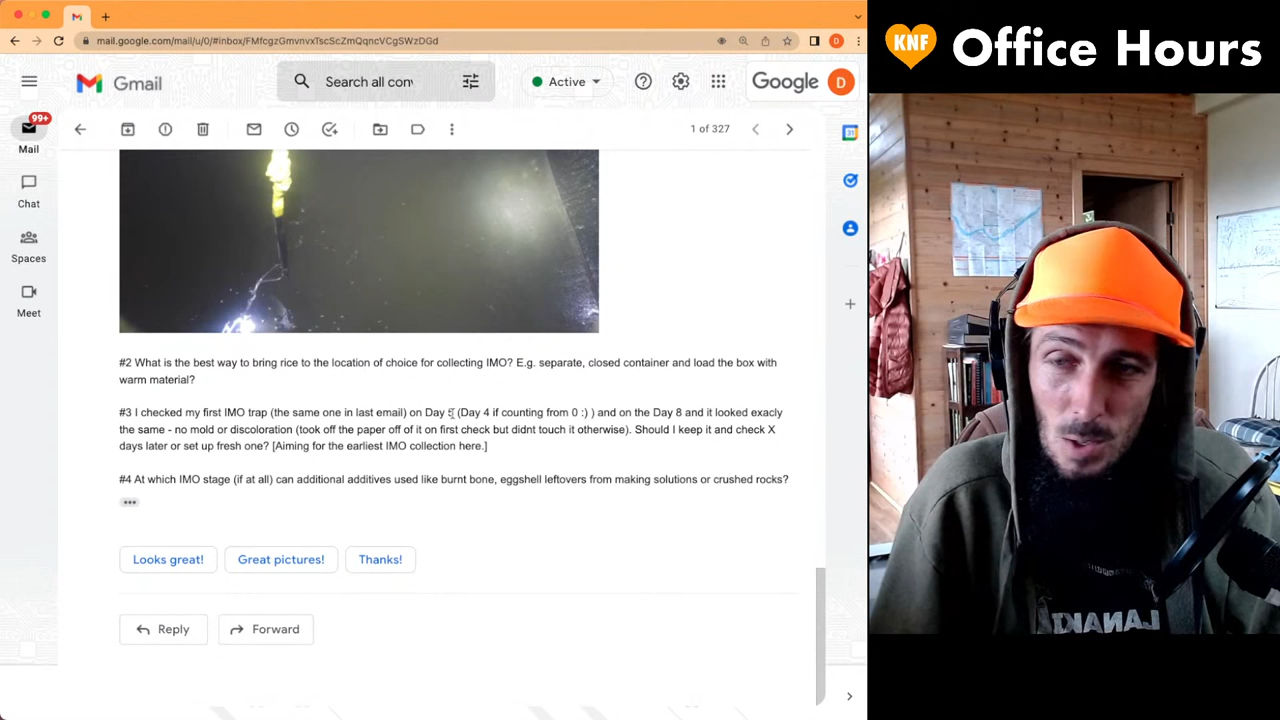 mail.google.com/mail/u/0/#inbox/FMfcgzGmvnvxTscScZmQqncVCgSWzDGd
D
KNF Office Hours
Gmail
Search all con
Active
Google
D
99+
1 of 327
Mail
Chat
Spaces
Meet
#2 What is the best way to bring rice to the location of choice for collecting IMO? E.g. separate, closed container and load the box with
warm material?
#3 I checked my first IMO trap (the same one in last email) on Day 5 (Day 4 if counting from 0 :) ) and on the Day 8 and it looked exacly
the same - no mold or discoloration (took off the paper off of it on first check but didnt touch it otherwise). Should I keep it and check X
days later or set up fresh one? [Aiming for the earliest IMO collection here.]
#4 At which IMO stage (if at all) can additional additives used like burnt bone, eggshell leftovers from making solutions or crushed rocks?
Looks great!
Great pictures!
Thanks!
Reply
Forward